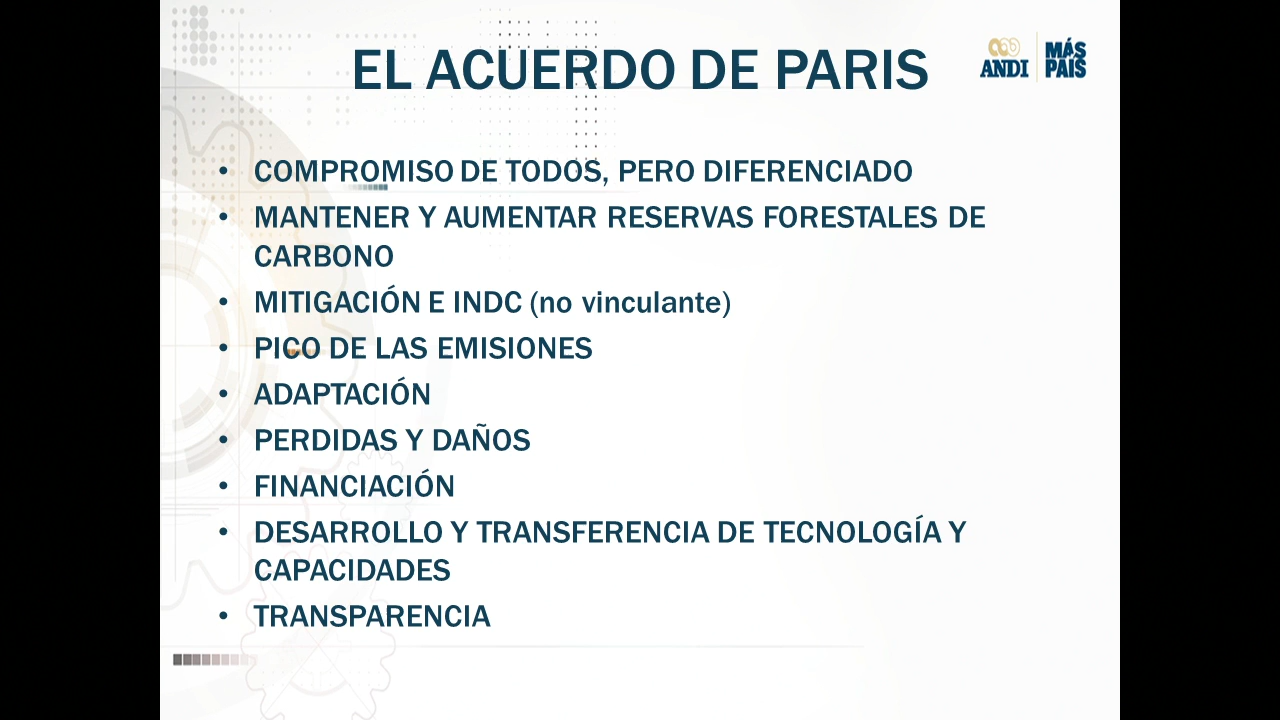 EL ACUERDO DE PARIS
ANDI
MÁS
PAÍS
• COMPROMISO DE TODOS, PERO DIFERENCIADO
• MANTENER Y AUMENTAR RESERVAS FORESTALES DE
CARBONO
• MITIGACIÓN E INDC (no vinculante)
• PICO DE LAS EMISIONES
• ADAPTACIÓN
• PERDIDAS Y DAÑOS
• FINANCIACIÓN
• DESARROLLO Y TRANSFERENCIA DE TECNOLOGÍA Y
CAPACIDADES
• TRANSPARENCIA